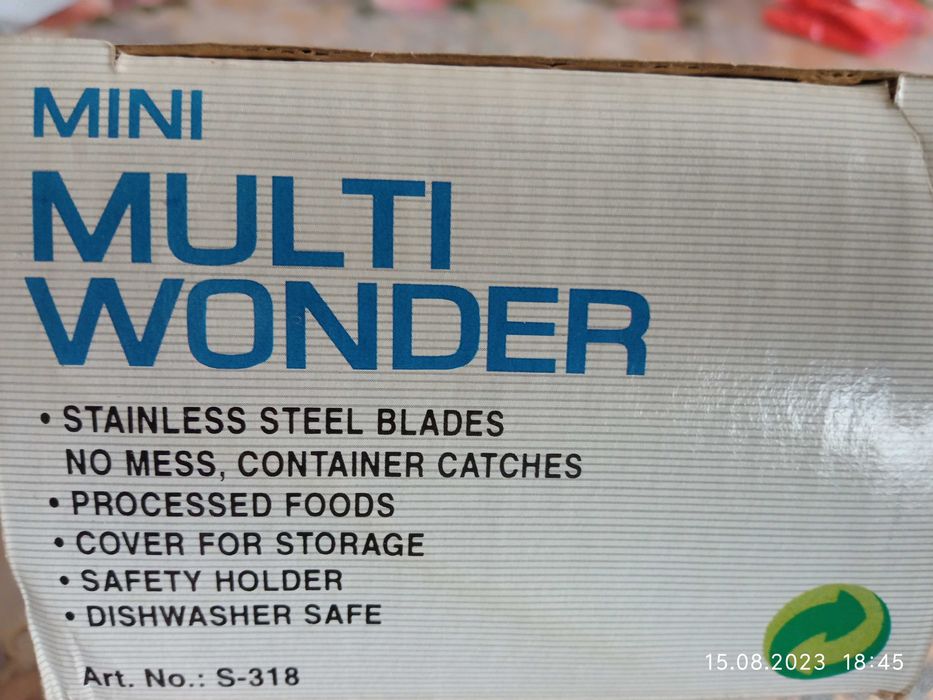 MINI
MULTI
WONDER
• STAINLESS STEEL BLADES
NO MESS, CONTAINER CATCHES
• PROCESSED FOODS
• COVER FOR STORAGE
• SAFETY HOLDER
• DISHWASHER SAFE
Art. No.: S-318
15.08.2023 18:45